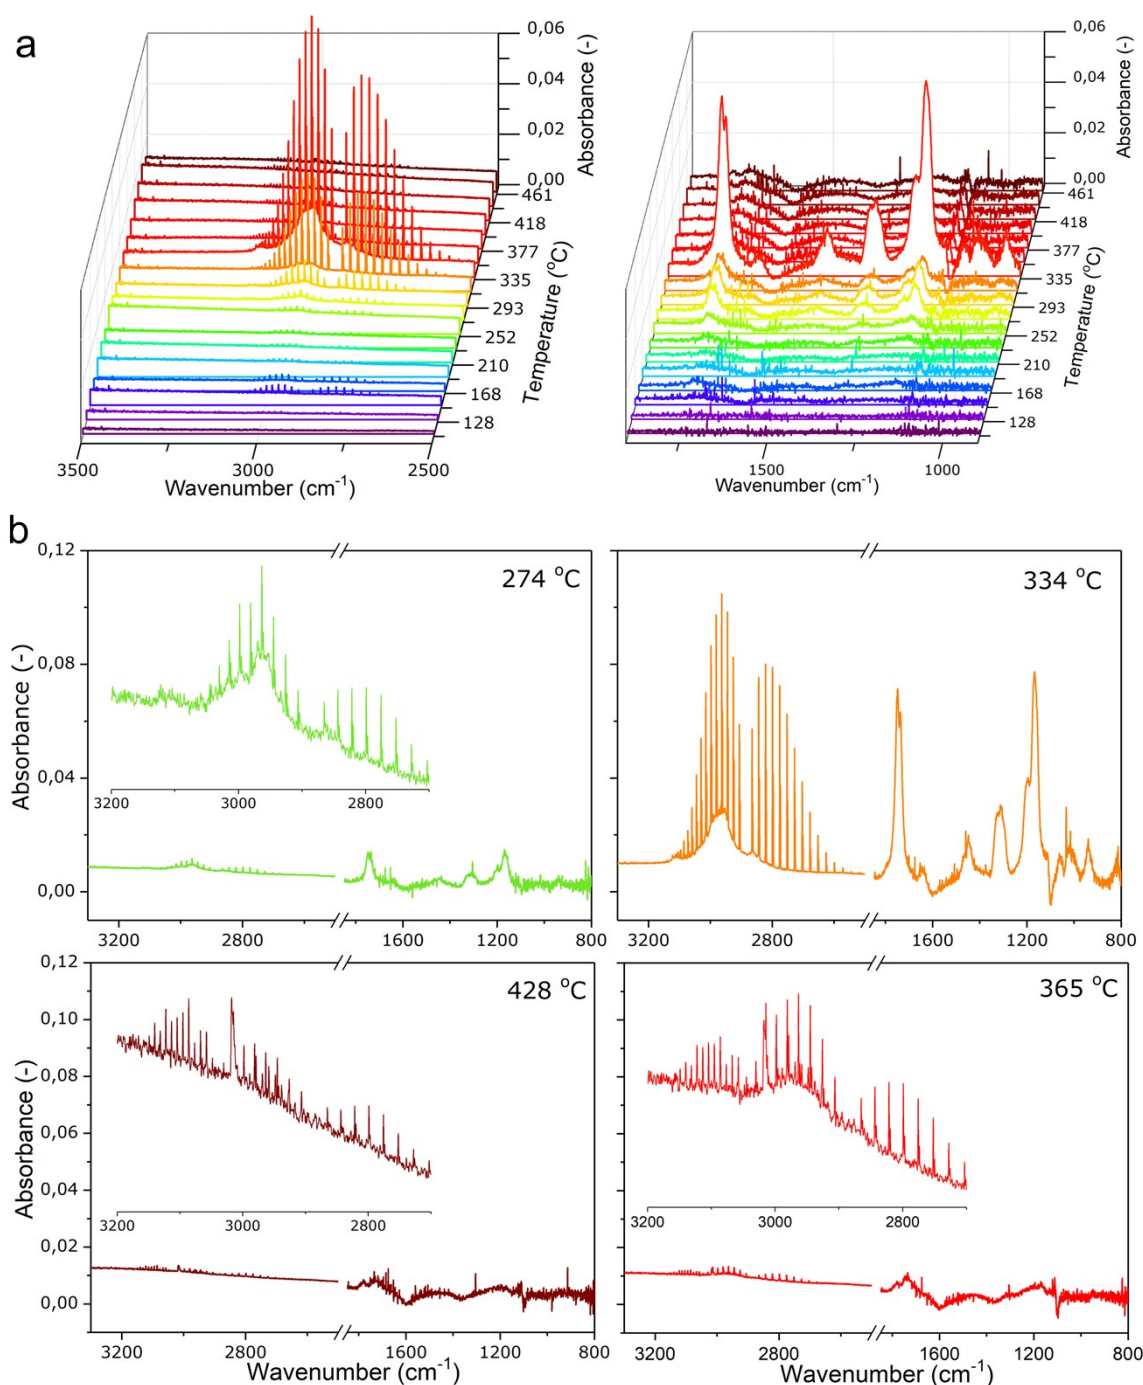 a
0,06
0,04
0,02
0,00
Absorbance (-)
461
418
377
335
293
252
210
168
128
Temperature (°C)
3500
3000
2500
Wavenumber (cm⁻¹)
0,06
0,04
0,02
0,00
Absorbance (-)
461
418
377
335
293
252
210
168
128
Temperature (°C)
1500
1000
Wavenumber (cm⁻¹)
b
0,12
0,08
0,04
0,00
Absorbance (-)
274 °C
3200 3000 2800
3200 2800 1600 1200 800
334 °C
3200 2800 1600 1200 800
0,12
0,10
0,08
0,06
0,04
0,02
0,00
Absorbance (-)
428 °C
3200 3000 2800
3200 2800 1600 1200 800
Wavenumber (cm⁻¹)
365 °C
3200 3000 2800
3200 2800 1600 1200 800
Wavenumber (cm⁻¹)